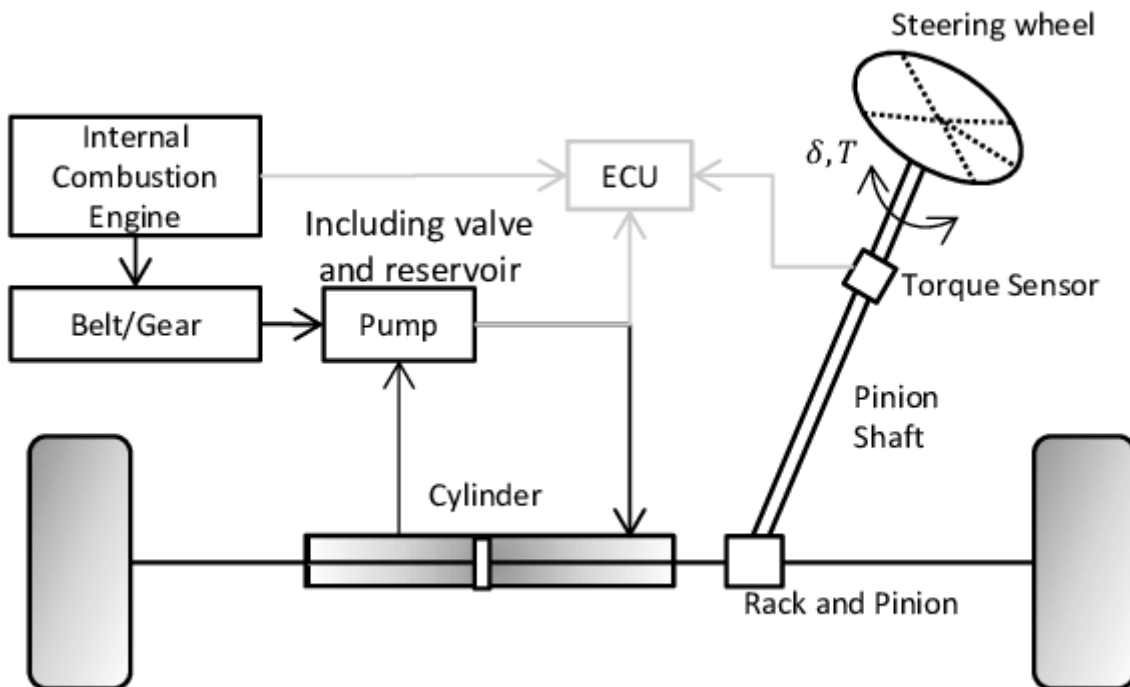 Steering wheel
Internal
Combustion
Engine
ECU
δ, T
Including valve
and reservoir
Torque Sensor
Belt/Gear
Pump
Pinion
Shaft
Cylinder
Rack and Pinion